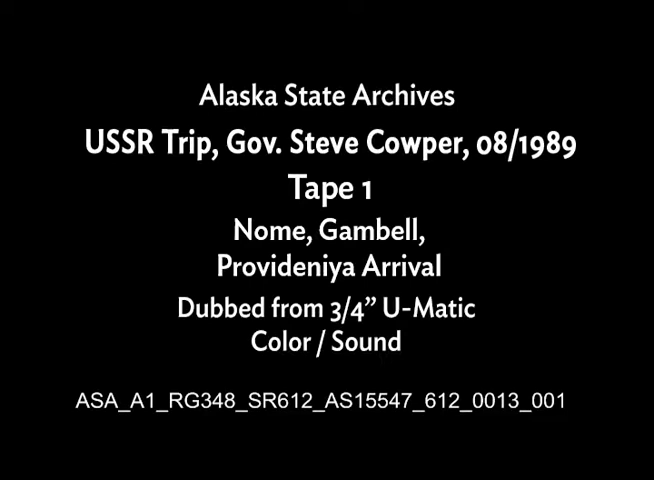 Alaska State Archives
USSR Trip, Gov. Steve Cowper, 08/1989
Tape 1
Nome, Gambell,
Provideniya Arrival
Dubbed from 3/4” U-Matic
Color / Sound
ASA_A1_RG348_SR612_AS15547_612_0013_001